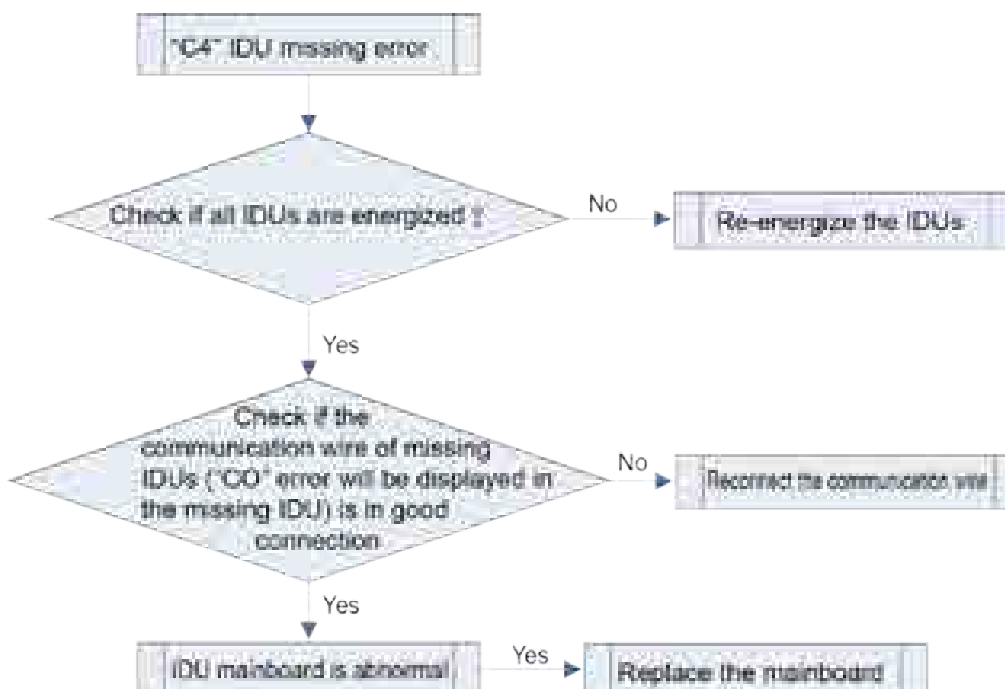 "C4" IDU missing error
Check if all IDUs are energized
No
Re-energize the IDUs
Yes
Check if the
communication wire of missing
IDUs ("CO" error will be displayed in
the missing IDU) is in good
connection
No
Reconnect the communication wire
Yes
IDU mainboard is abnormal
Yes
Replace the mainboard